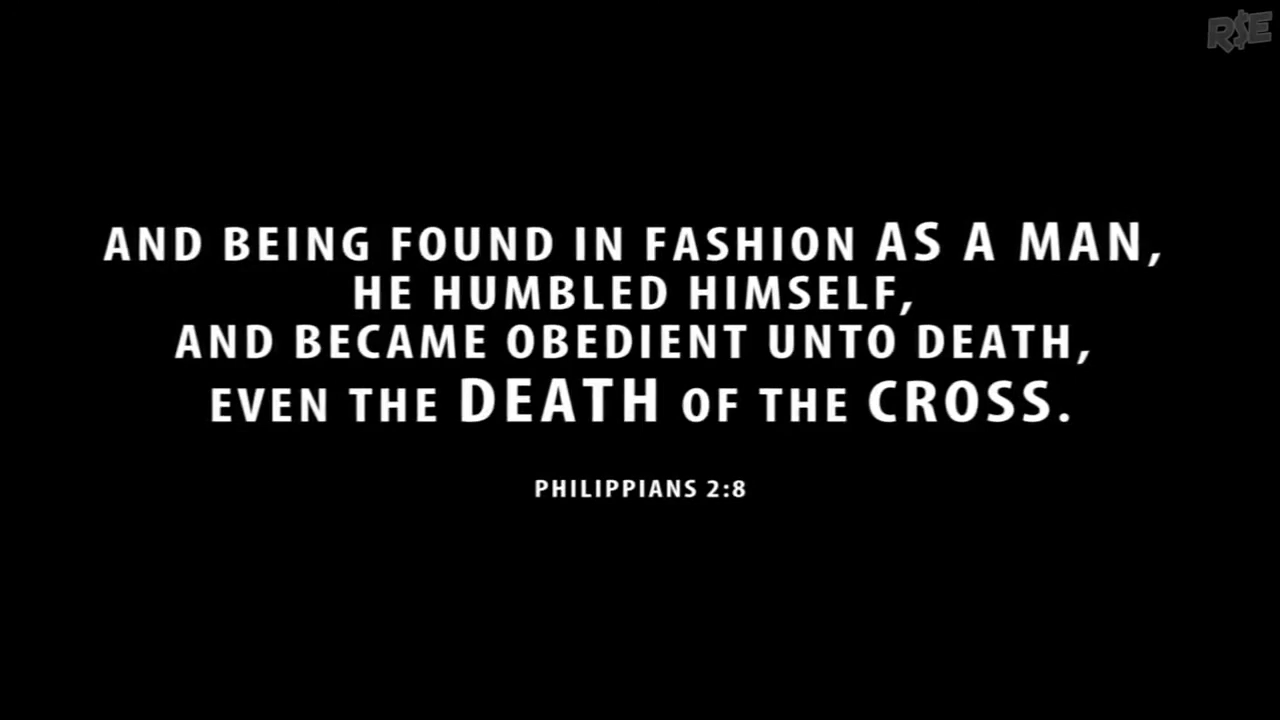 R$E
AND BEING FOUND IN FASHION AS A MAN,
HE HUMBLED HIMSELF,
AND BECAME OBEDIENT UNTO DEATH,
EVEN THE DEATH OF THE CROSS.
PHILIPPIANS 2:8